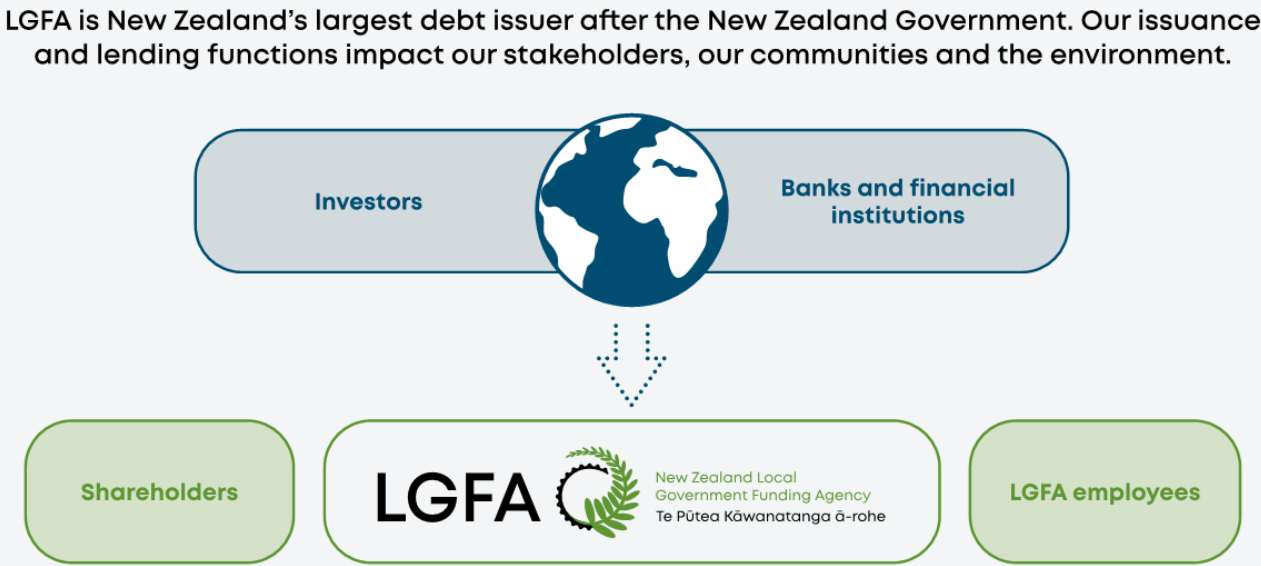 LGFA is New Zealand’s largest debt issuer after the New Zealand Government. Our issuance
and lending functions impact our stakeholders, our communities and the environment.
Investors
Banks and financial
institutions
Shareholders
LGFA
New Zealand Local
Government Funding Agency
Te Pūtea Kāwanatanga ā-rohe
LGFA employees